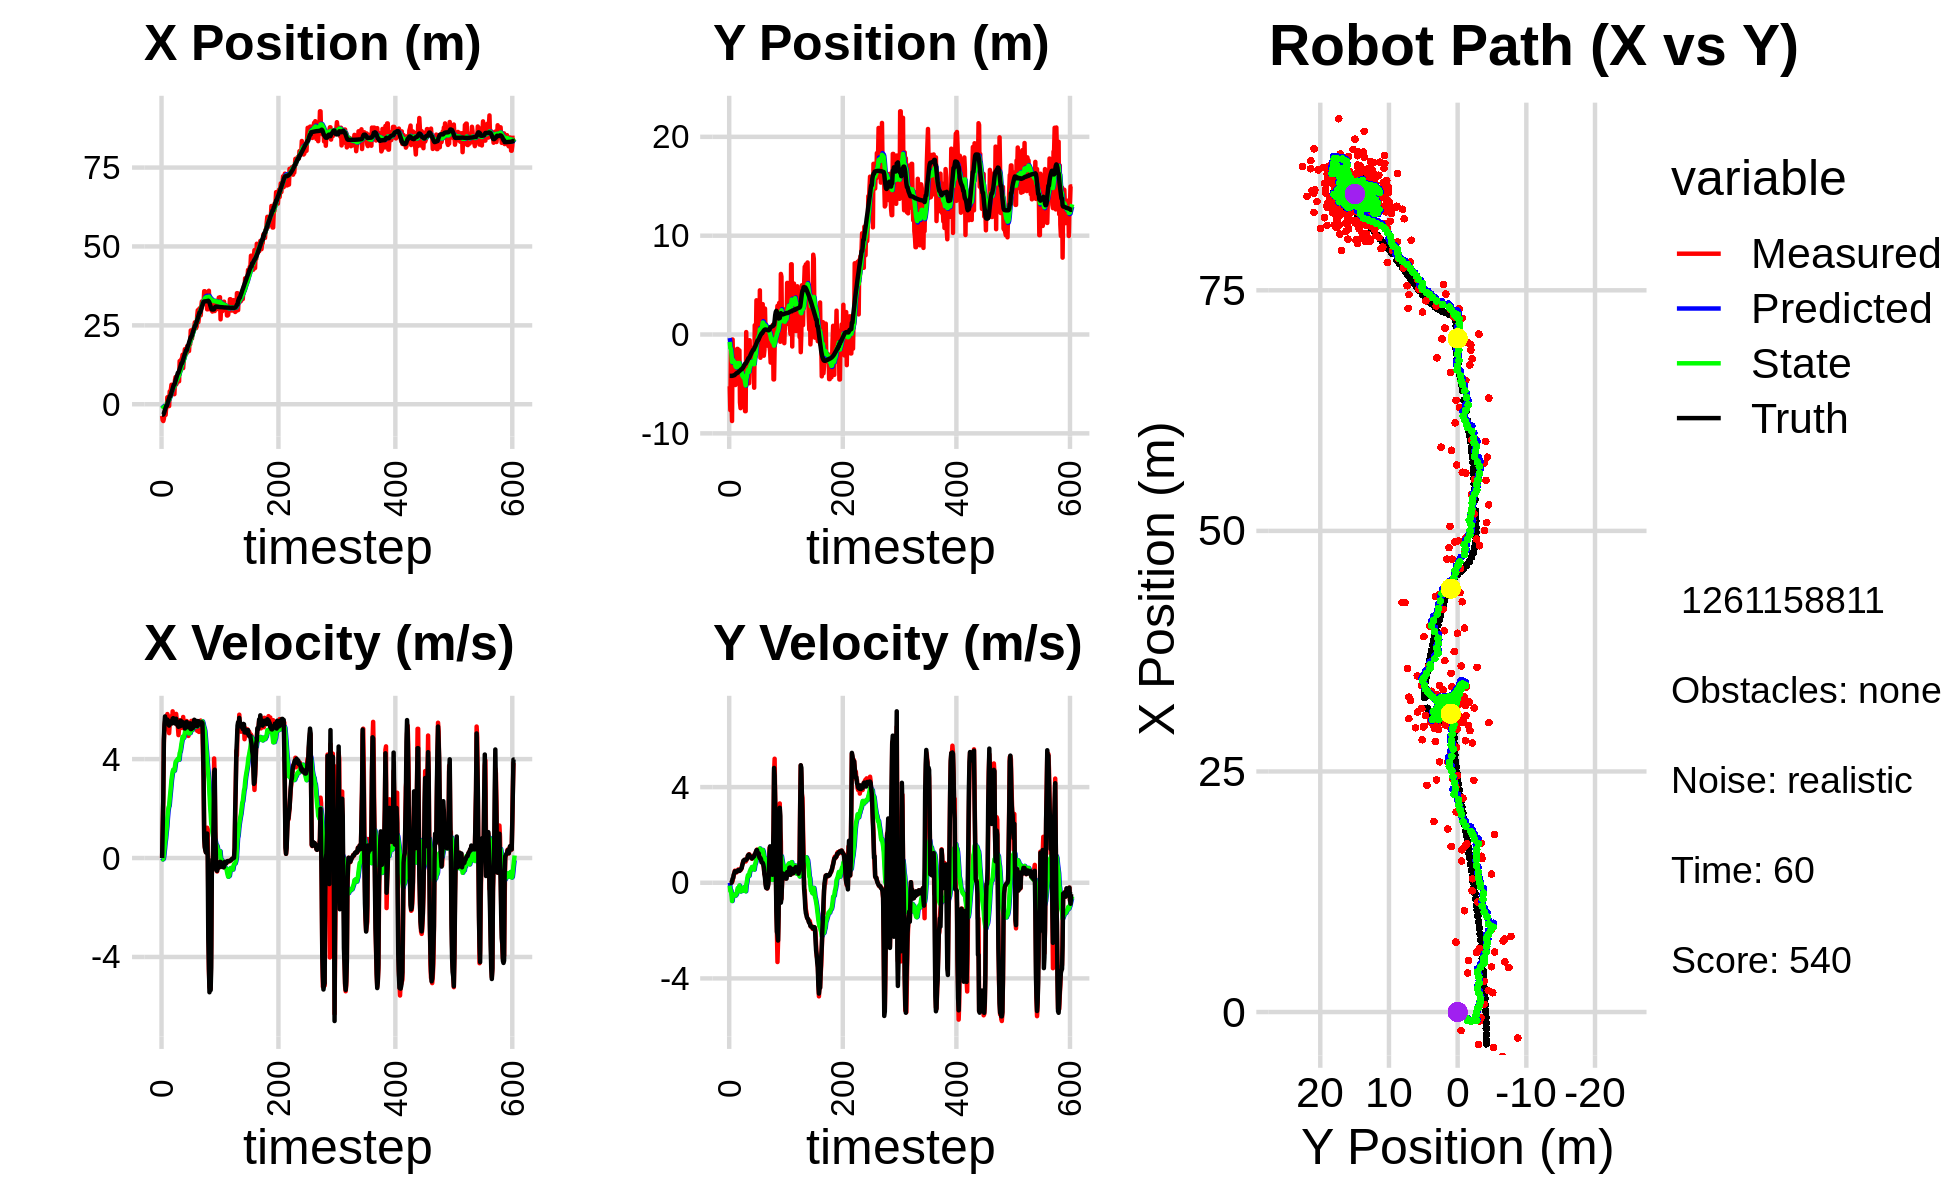 X Position (m)
75
50
25
0
0
200
400
600
timestep
Y Position (m)
20
10
0
-10
0
200
400
600
timestep
X Velocity (m/s)
4
0
-4
0
200
400
600
timestep
Y Velocity (m/s)
4
0
-4
0
200
400
600
timestep
Robot Path (X vs Y)
X Position (m)
75
50
25
0
20 10 0 -10 -20
Y Position (m)
variable
Measured
Predicted
State
Truth
1261158811
Obstacles: none
Noise: realistic
Time: 60
Score: 540